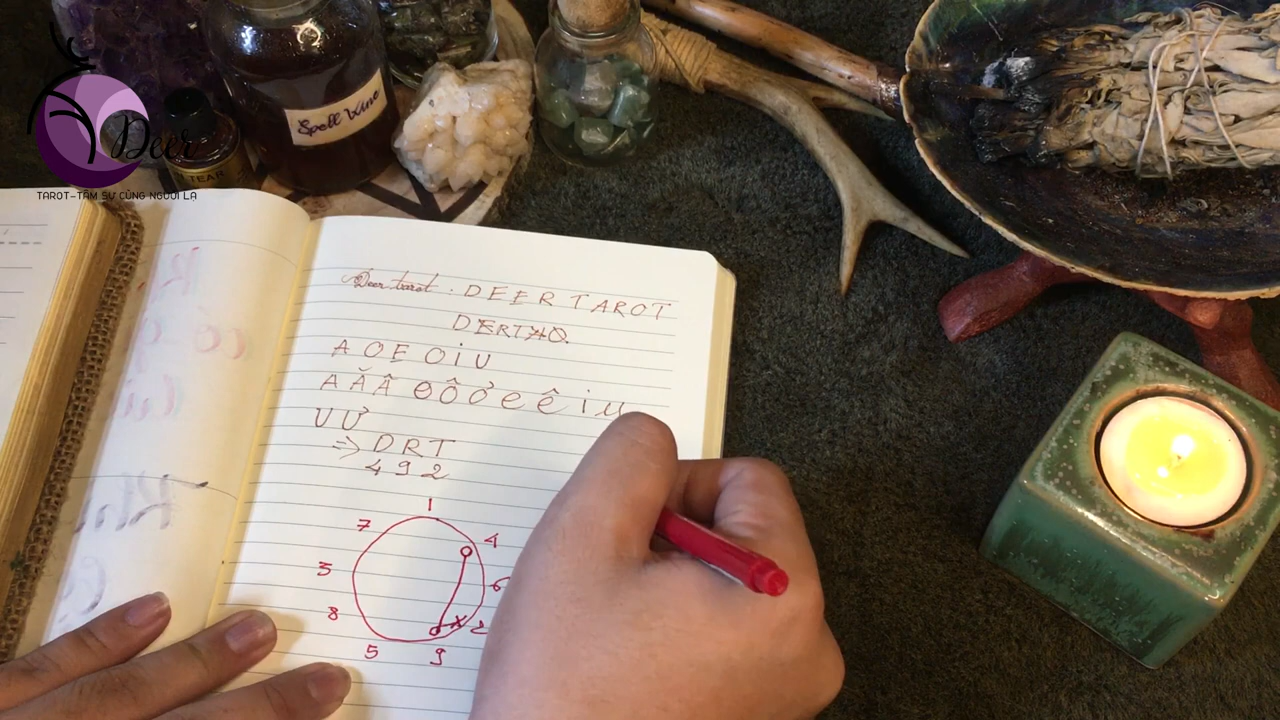 Deer
TAROT-TÂM SỰ CÙNG NGƯỜI LẠ
Spell Wine
TEAR
Deer tarot . DEER TAROT
DERTAO
A O E O i U
A Ă Â O Ô Ơ e ê i u
U Ư
=> D R T
4 9 2
1
7 4
3 6
8 2
5 9